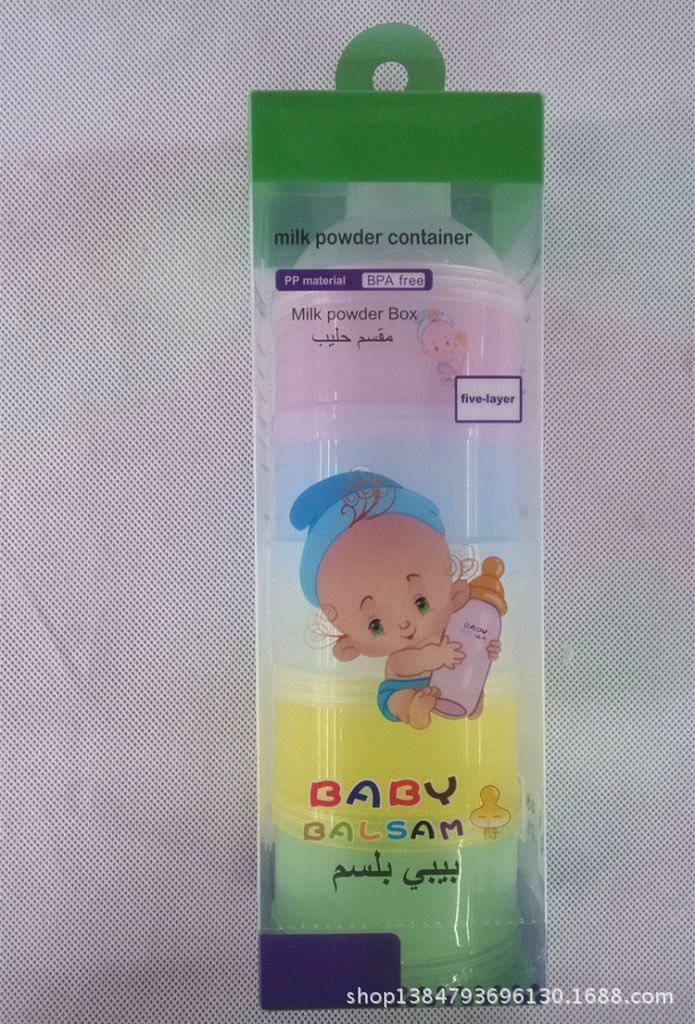 milk powder container
PP material BPA free
Milk powder Box
مقسم حليب
five-layer
BABY
BABY
BALSAM
بيبي بلسم
shop1384793696130.1688.com